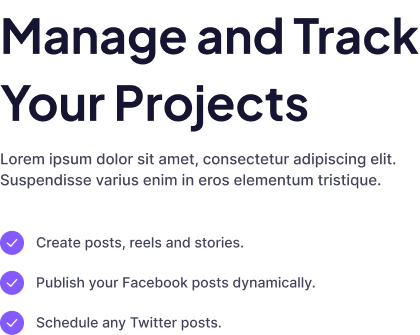 Manage and Track
Your Projects
Lorem ipsum dolor sit amet, consectetur adipiscing elit.
Suspendisse varius enim in eros elementum tristique.
Create posts, reels and stories.
Publish your Facebook posts dynamically.
Schedule any Twitter posts.